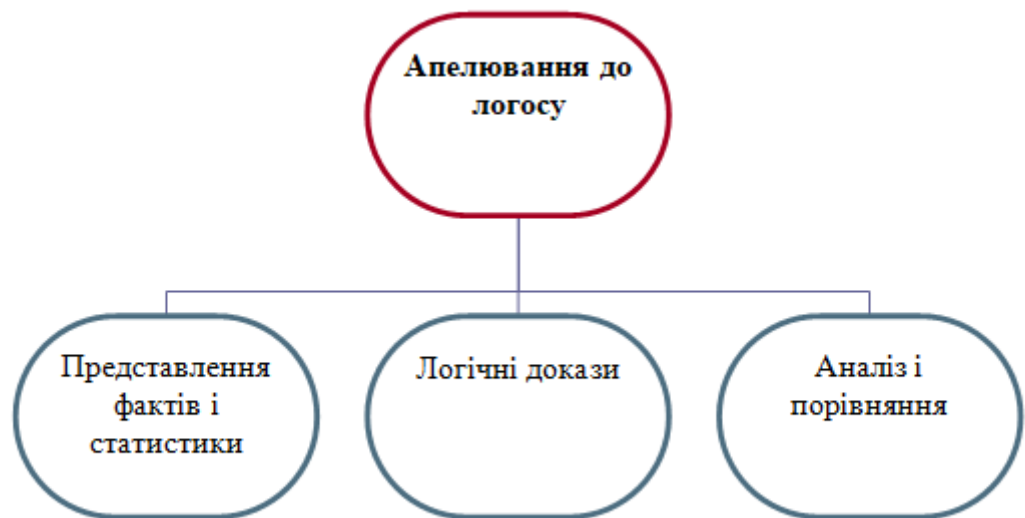 Апелювання до
логосу
Представлення
фактів і
статистики
Логічні докази
Аналіз і
порівняння